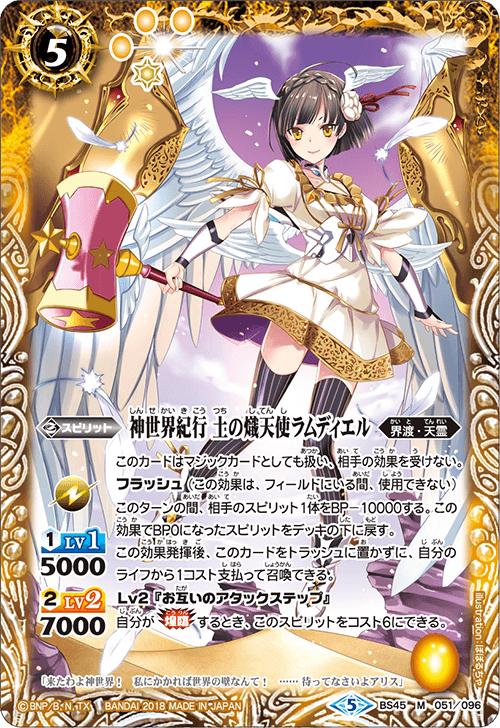 5
スピリット
神世界紀行 土の熾天使ラムディエル
界渡・天霊
このカードはマジックカードとしても扱い、相手の効果を受けない。
フラッシュ(この効果は、フィールドにいる間、使用できない)
このターンの間、相手のスピリット1体をBP-10000する。この
効果でBP0になったスピリットをデッキの下に戻す。
この効果発揮後、このカードをトラッシュに置かずに、自分の
ライフから1コスト支払って召喚できる。
1 LV1
5000
2 LV2
7000
Lv2『お互いのアタックステップ』
自分が煌臨するとき、このスピリットをコスト6にできる。
「来たわよ神世界! 私にかかれば世界の壁なんて! …… 待ってなさいよアリス」
illustration:ぽぽるちゃ
©BNP/B・N,TX BANDAI 2018 MADE IN JAPAN
5
BS45 M 051/096